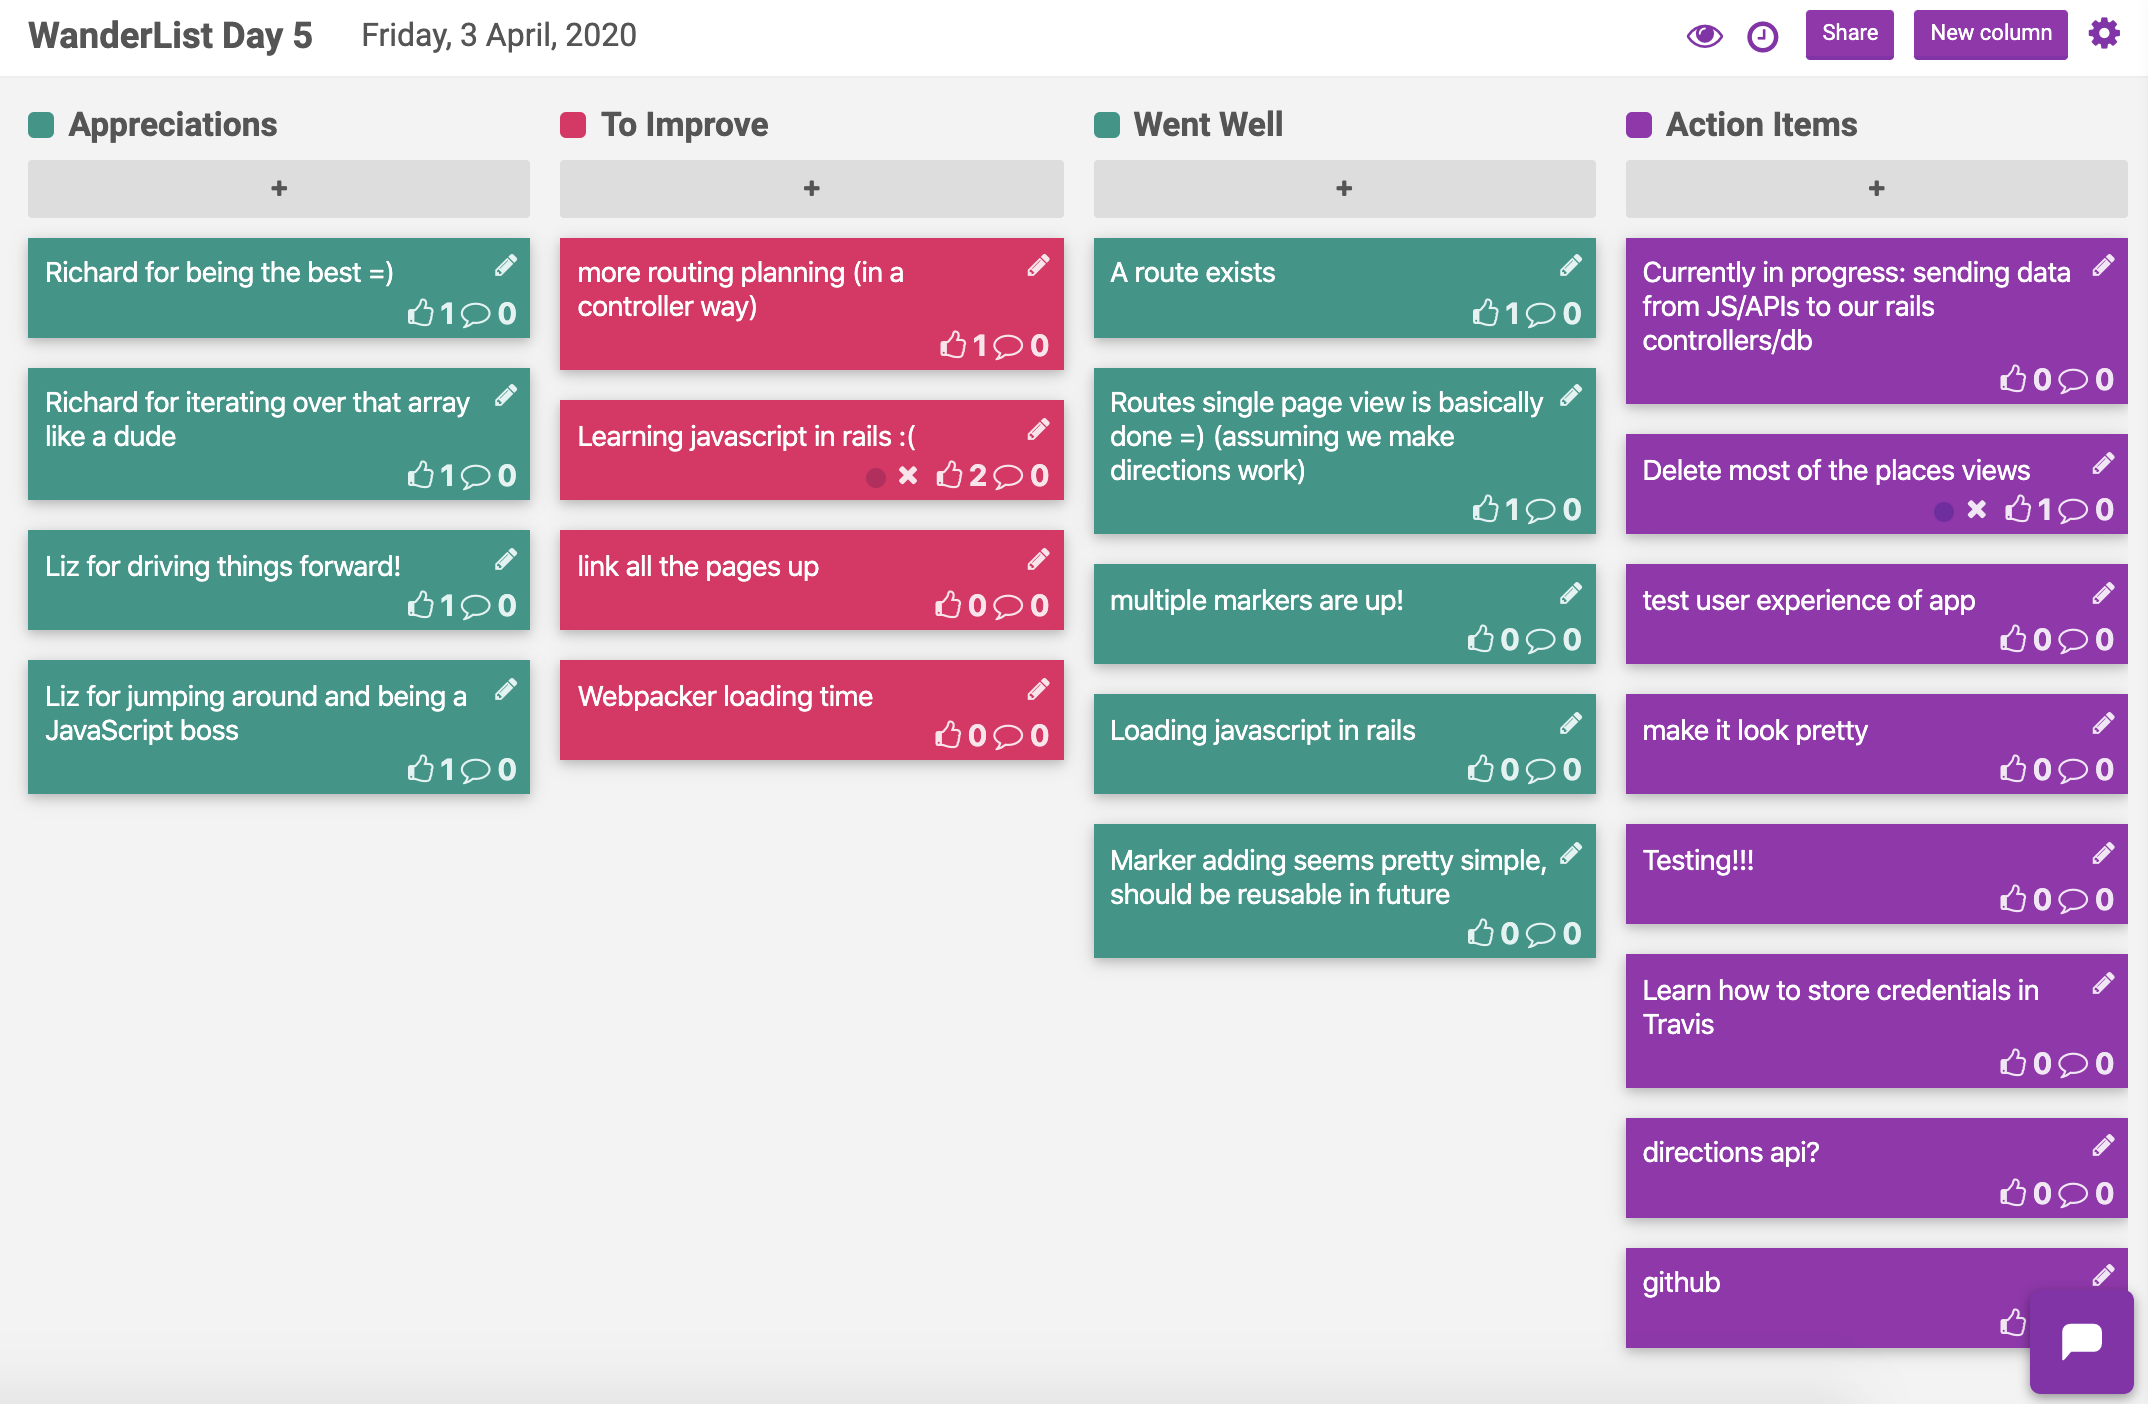 WanderList Day 5 Friday, 3 April, 2020
Share New column
Appreciations
+
Richard for being the best =)
1 0
Richard for iterating over that array
like a dude
1 0
Liz for driving things forward!
1 0
Liz for jumping around and being a
JavaScript boss
1 0
To Improve
+
more routing planning (in a
controller way)
1 0
Learning javascript in rails :(
2 0
link all the pages up
0 0
Webpacker loading time
0 0
Went Well
+
A route exists
1 0
Routes single page view is basically
done =) (assuming we make
directions work)
1 0
multiple markers are up!
0 0
Loading javascript in rails
0 0
Marker adding seems pretty simple,
should be reusable in future
0 0
Action Items
+
Currently in progress: sending data
from JS/APIs to our rails
controllers/db
0 0
Delete most of the places views
1 0
test user experience of app
0 0
make it look pretty
0 0
Testing!!!
0 0
Learn how to store credentials in
Travis
0 0
directions api?
0 0
github